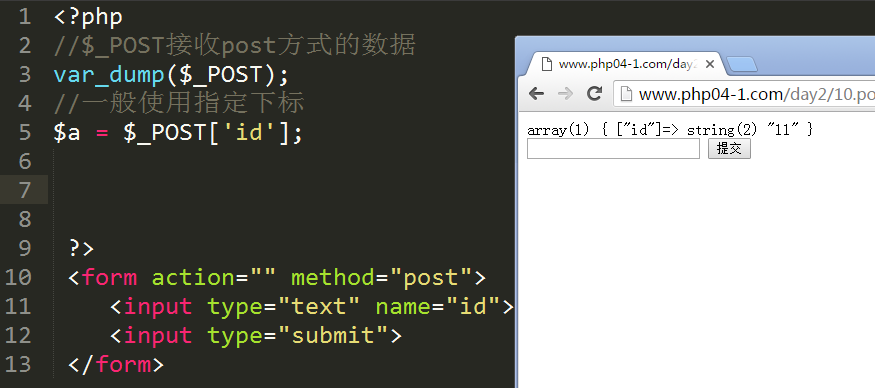 1 <?php
2 //$_POST接收post方式的数据
3 var_dump($_POST);
4 //一般使用指定下标
5 $a = $_POST['id'];
6
7
8
9 ?>
10 <form action="" method="post">
11 <input type="text" name="id">
12 <input type="submit">
13 </form>
www.php04-1.com/day
www.php04-1.com/day2/10.po
array(1) { ["id"]=> string(2) "11" }
提交